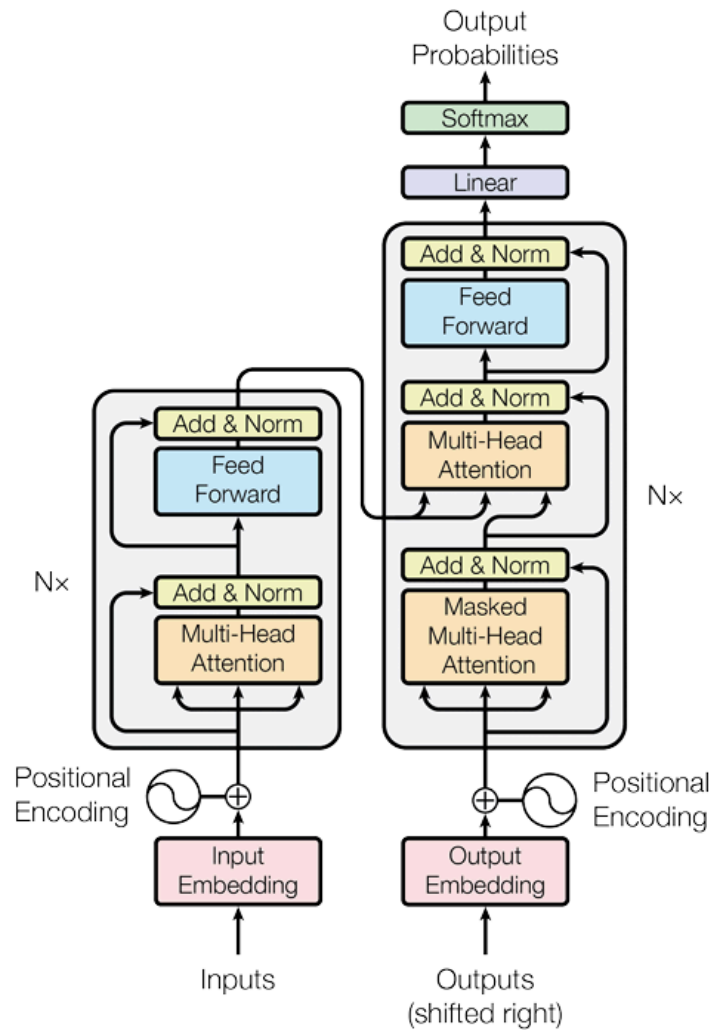 Output
Probabilities
Softmax
Linear
Add & Norm
Feed
Forward
Add & Norm
Multi-Head
Attention
Add & Norm
Masked
Multi-Head
Attention
N×
Add & Norm
Feed
Forward
Add & Norm
Multi-Head
Attention
N×
Positional
Encoding
Positional
Encoding
Input
Embedding
Output
Embedding
Inputs
Outputs
(shifted right)